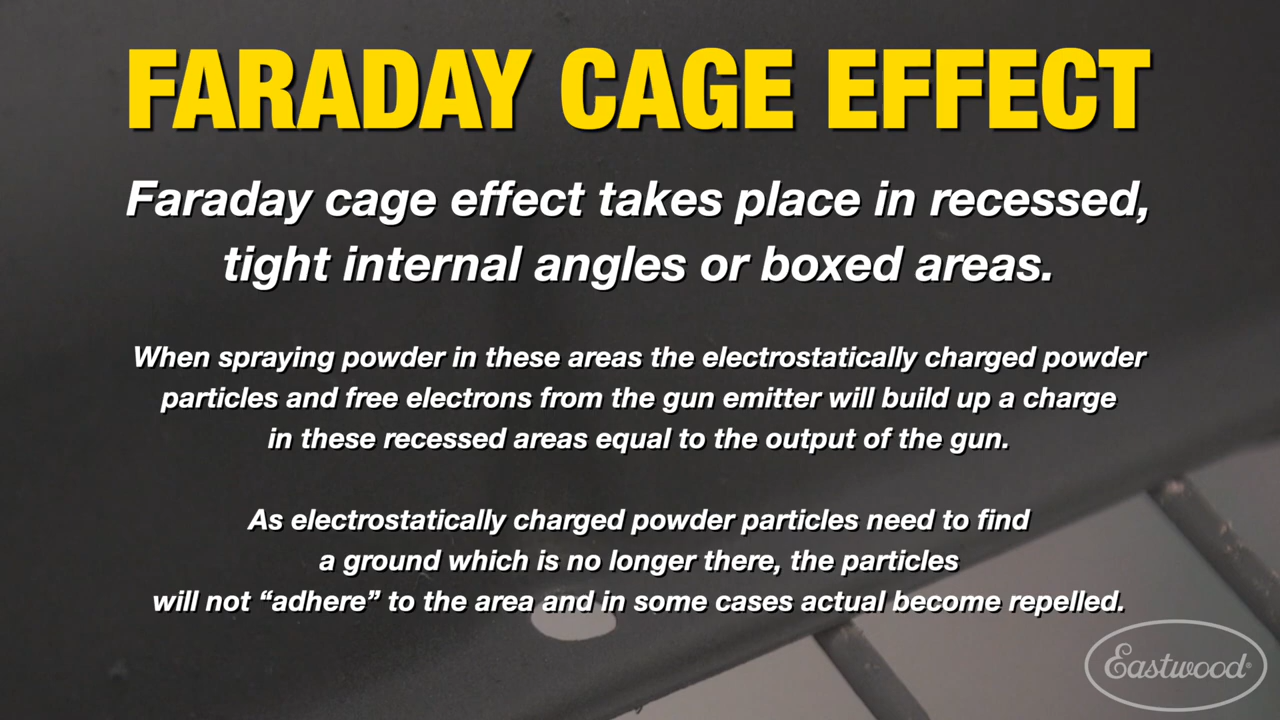 FARADAY CAGE EFFECT
Faraday cage effect takes place in recessed,
tight internal angles or boxed areas.
When spraying powder in these areas the electrostatically charged powder
particles and free electrons from the gun emitter will build up a charge
in these recessed areas equal to the output of the gun.
As electrostatically charged powder particles need to find
a ground which is no longer there, the particles
will not “adhere” to the area and in some cases actual become repelled.
Eastwood®